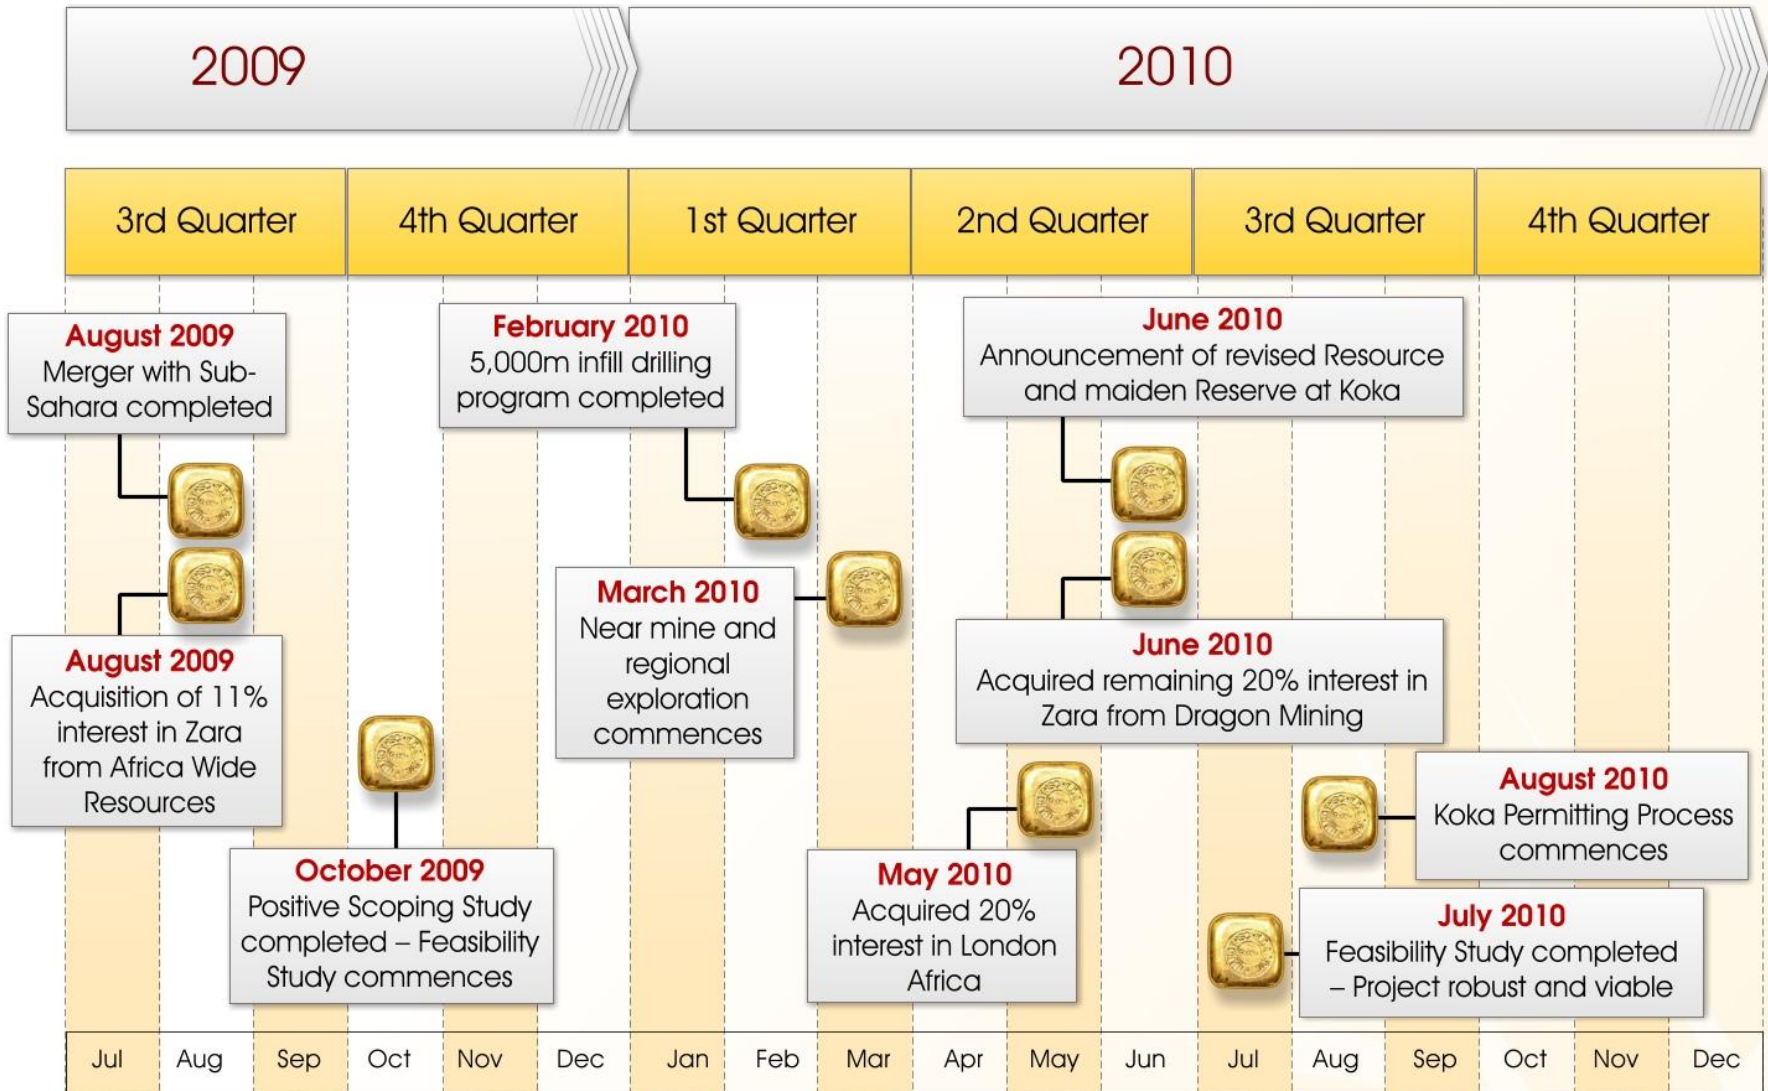 2009
2010
3rd Quarter
4th Quarter
1st Quarter
2nd Quarter
3rd Quarter
4th Quarter
August 2009
Merger with Sub-
Sahara completed
August 2009
Acquisition of 11%
interest in Zara
from Africa Wide
Resources
October 2009
Positive Scoping Study
completed – Feasibility
Study commences
February 2010
5,000m infill drilling
program completed
March 2010
Near mine and
regional
exploration
commences
June 2010
Announcement of revised Resource
and maiden Reserve at Koka
June 2010
Acquired remaining 20% interest in
Zara from Dragon Mining
May 2010
Acquired 20%
interest in London
Africa
August 2010
Koka Permitting Process
commences
July 2010
Feasibility Study completed
– Project robust and viable
Jul
Aug
Sep
Oct
Nov
Dec
Jan
Feb
Mar
Apr
May
Jun
Jul
Aug
Sep
Oct
Nov
Dec